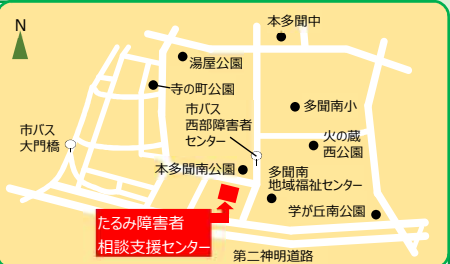 N
本多聞中
湯屋公園
寺の町公園
市バス
西部障害者
センター
多聞南小
市バス
大門橋
火の蔵
西公園
本多聞南公園
多聞南
地域福祉センター
学が丘南公園
たるみ障害者
相談支援センター
第二神明道路